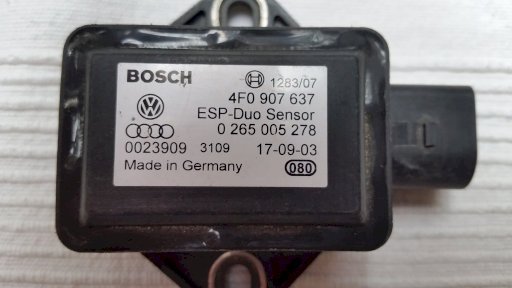 BOSCH 1283/07
4F0 907 637
ESP-Duo Sensor
0 265 005 278
0023909 3109 17-09-03
Made in Germany 080